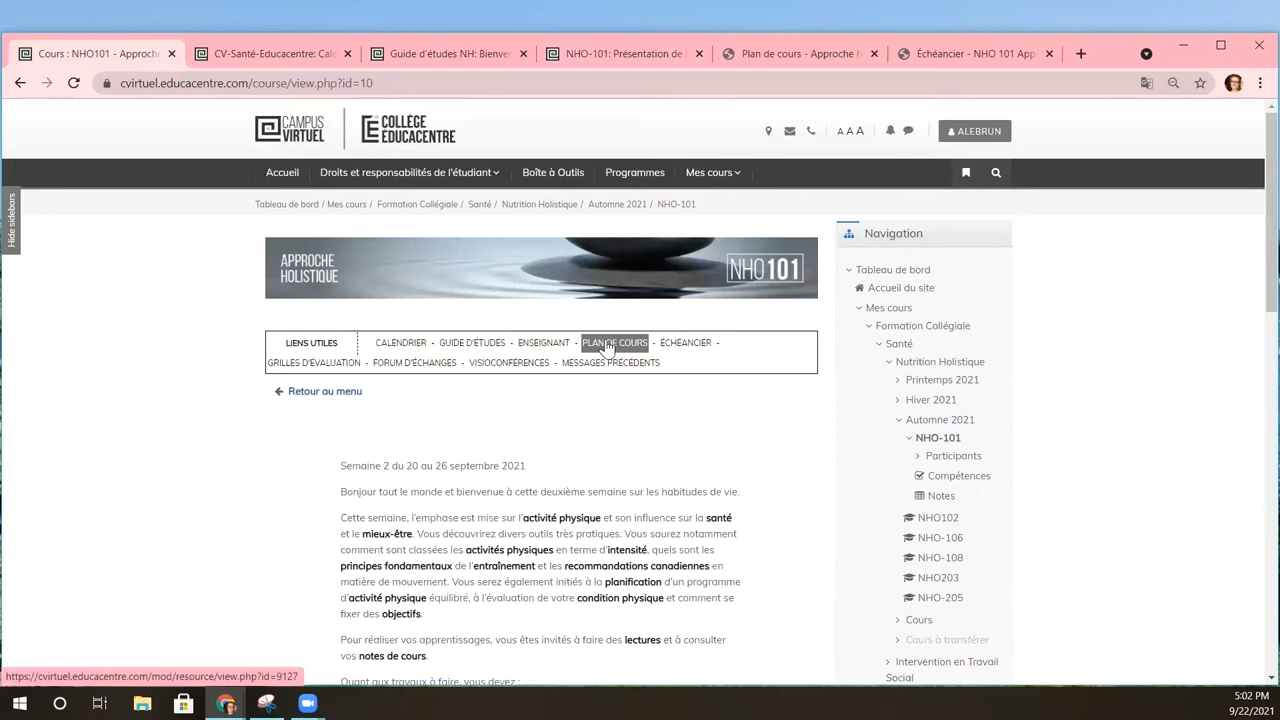 Cours : NHO101 - Approche
CV-Santé-Educacentre: Cale
Guide d'études NH: Bienven
NHO-101: Présentation de
Plan de cours - Approche h
Échéancier - NHO 101 App
cvirtuel.educacentre.com/course/view.php?id=10
CAMPUS VIRTUEL
COLLÈGE ÉDUCACENTRE
A A A
ALEBRUN
Accueil
Droits et responsabilités de l'étudiant
Boîte à Outils
Programmes
Mes cours
Hide sidebars
Tableau de bord / Mes cours / Formation Collégiale / Santé / Nutrition Holistique / Automne 2021 / NHO-101
APPROCHE
HOLISTIQUE
NHO101
LIENS UTILES
CALENDRIER - GUIDE D'ÉTUDES - ENSEIGNANT - PLAN DE COURS - ÉCHÉANCIER -
GRILLES D'ÉVALUATION - FORUM D'ÉCHANGES - VISIOCONFÉRENCES - MESSAGES PRÉCÉDENTS
Retour au menu
Semaine 2 du 20 au 26 septembre 2021
Bonjour tout le monde et bienvenue à cette deuxième semaine sur les habitudes de vie.
Cette semaine, l'emphase est mise sur l'activité physique et son influence sur la santé
et le mieux-être. Vous découvrirez divers outils très pratiques. Vous saurez notamment
comment sont classées les activités physiques en terme d'intensité, quels sont les
principes fondamentaux de l'entraînement et les recommandations canadiennes en
matière de mouvement. Vous serez également initiés à la planification d'un programme
d'activité physique équilibré, à l'évaluation de votre condition physique et comment se
fixer des objectifs.
Pour réaliser vos apprentissages, vous êtes invités à faire des lectures et à consulter
vos notes de cours.
Quant aux travaux à faire, vous devez :
Navigation
Tableau de bord
Accueil du site
Mes cours
Formation Collégiale
Santé
Nutrition Holistique
Printemps 2021
Hiver 2021
Automne 2021
NHO-101
Participants
Compétences
Notes
NHO102
NHO-106
NHO-108
NHO203
NHO-205
Cours
Cours à transférer
Intervention en Travail
Social
https://cvirtuel.educacentre.com/mod/resource/view.php?id=9127
5:02 PM
9/22/2021